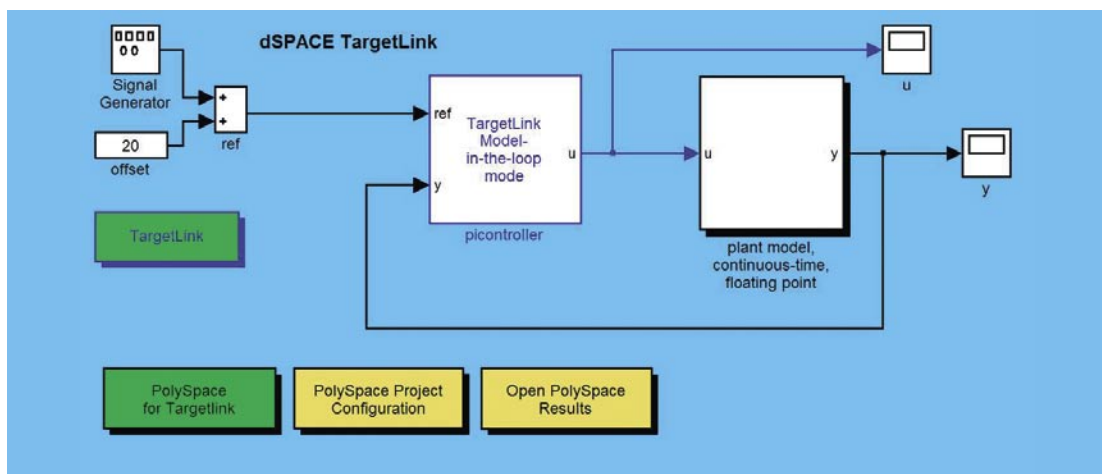 dSPACE TargetLink
Signal
Generator
+
+
ref
20
offset
ref
y
TargetLink
Model-
in-the-loop
mode
u
picontroller
u
y
plant model,
continuous-time,
floating point
u
y
TargetLink
PolySpace
for Targetlink
PolySpace Project
Configuration
Open PolySpace
Results